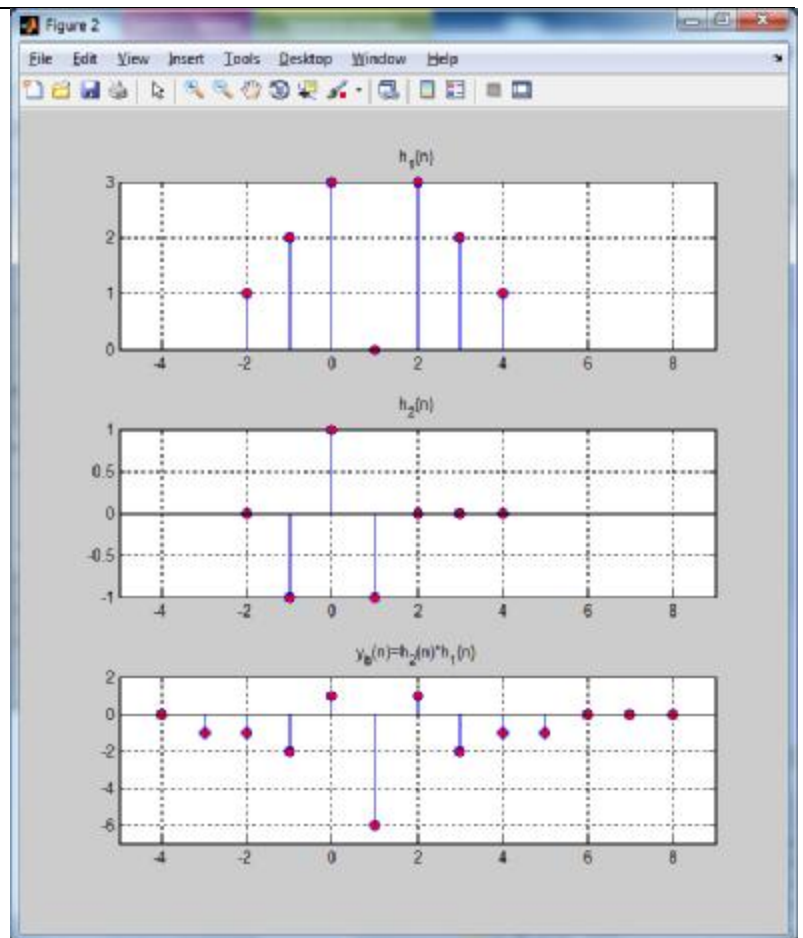 Figure 2
File Edit View Insert Tools Desktop Window Help
h1(n)
3
2
1
0
-4 -2 0 2 4 6 8
h2(n)
1
0.5
0
-0.5
-1
-4 -2 0 2 4 6 8
yb(n)=h2(n)*h1(n)
2
0
-2
-4
-6
-4 -2 0 2 4 6 8